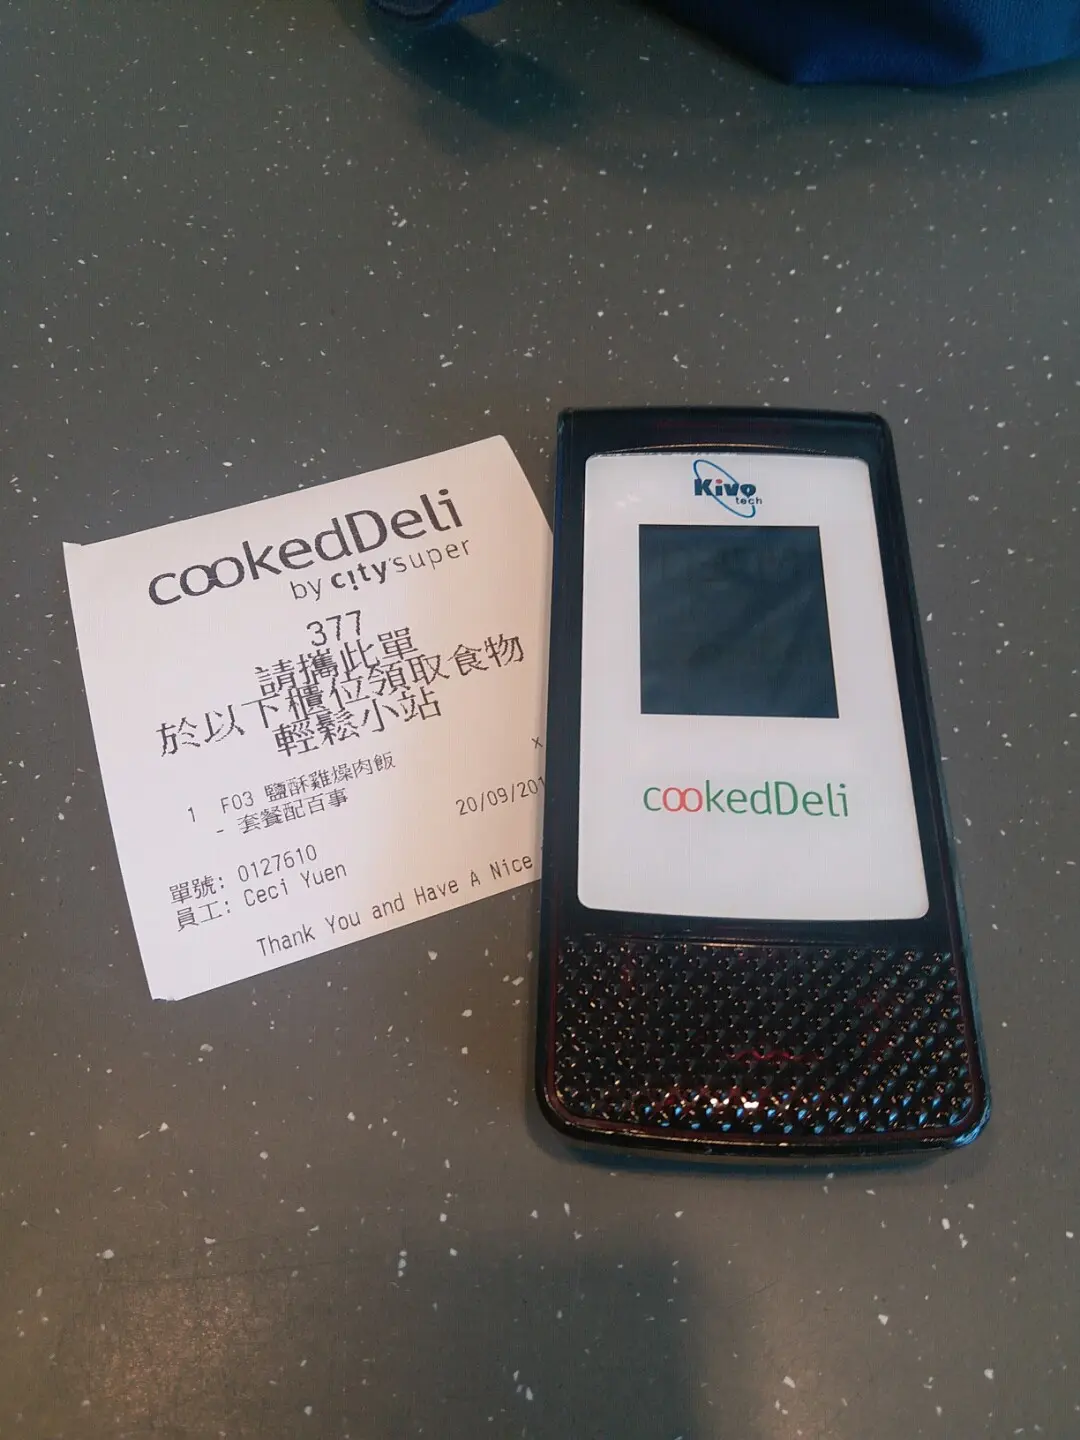 cookedDeli
by c!ty'super
377
請攜此單
於以下櫃位領取食物
輕鬆小站
x
1 F03 鹽酥雞燥肉飯
- 套餐配百事
20/09/201
單號: 0127610
員工: Ceci Yuen
Thank You and Have A Nice
Kivo
tech
cookedDeli